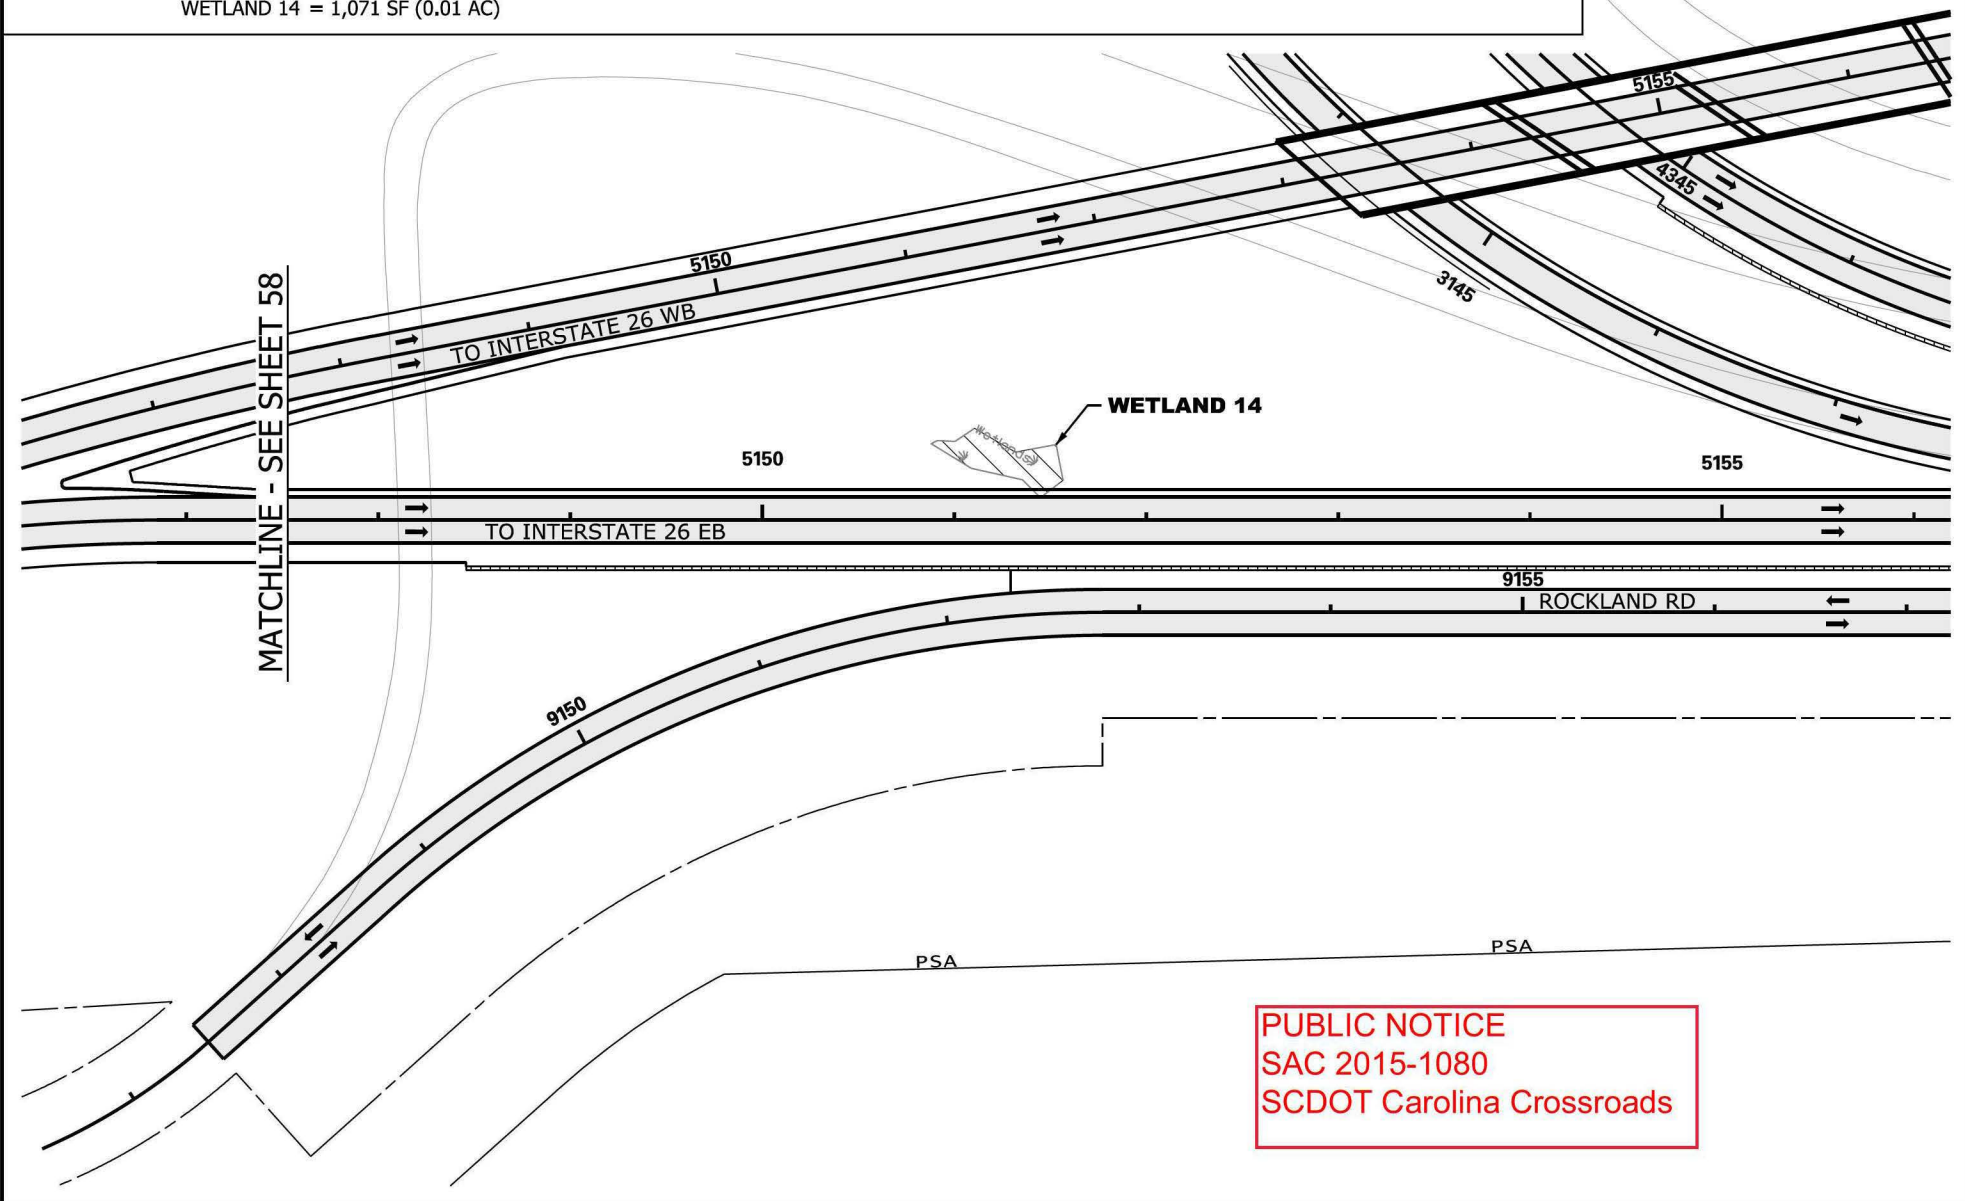 WETLAND 14 = 1,071 SF (0.01 AC)
5155
4345
5150
3145
MATCHLINE - SEE SHEET 58
TO INTERSTATE 26 WB
WETLAND 14
Wetlands
5150
5155
TO INTERSTATE 26 EB
9155
ROCKLAND RD
9150
PSA
PSA
PUBLIC NOTICE
SAC 2015-1080
SCDOT Carolina Crossroads